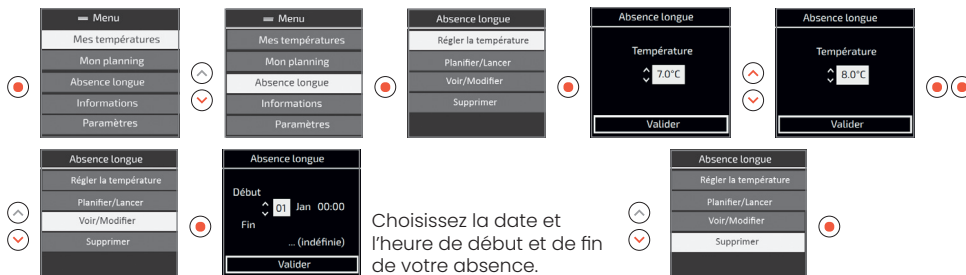 Menu
Mes températures
Mon planning
Absence longue
Informations
Paramètres
Menu
Mes températures
Mon planning
Absence longue
Informations
Paramètres
Absence longue
Régler la température
Planifier/Lancer
Voir/Modifier
Supprimer
Absence longue
Température
7.0°C
Valider
Absence longue
Température
8.0°C
Valider
Absence longue
Régler la température
Planifier/Lancer
Voir/Modifier
Supprimer
Absence longue
Début
01 Jan 00:00
Fin
... (indéfinie)
Valider
Choisissez la date et
l'heure de début et de fin
de votre absence.
Absence longue
Régler la température
Planifier/Lancer
Voir/Modifier
Supprimer